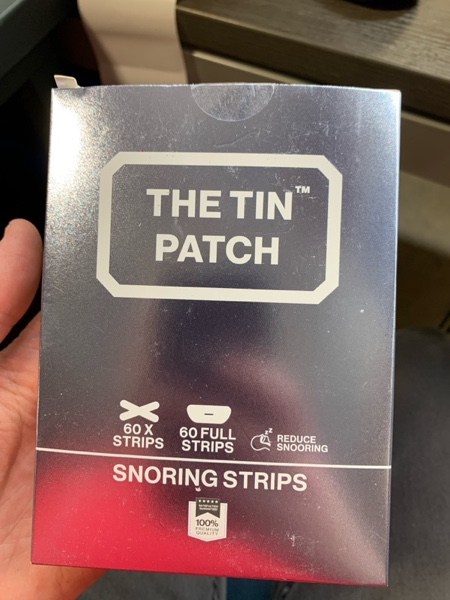 THE TIN™
PATCH
60 X
STRIPS
60 FULL
STRIPS
REDUCE
SNOORING
SNORING STRIPS
100%
PREMIUM
QUALITY